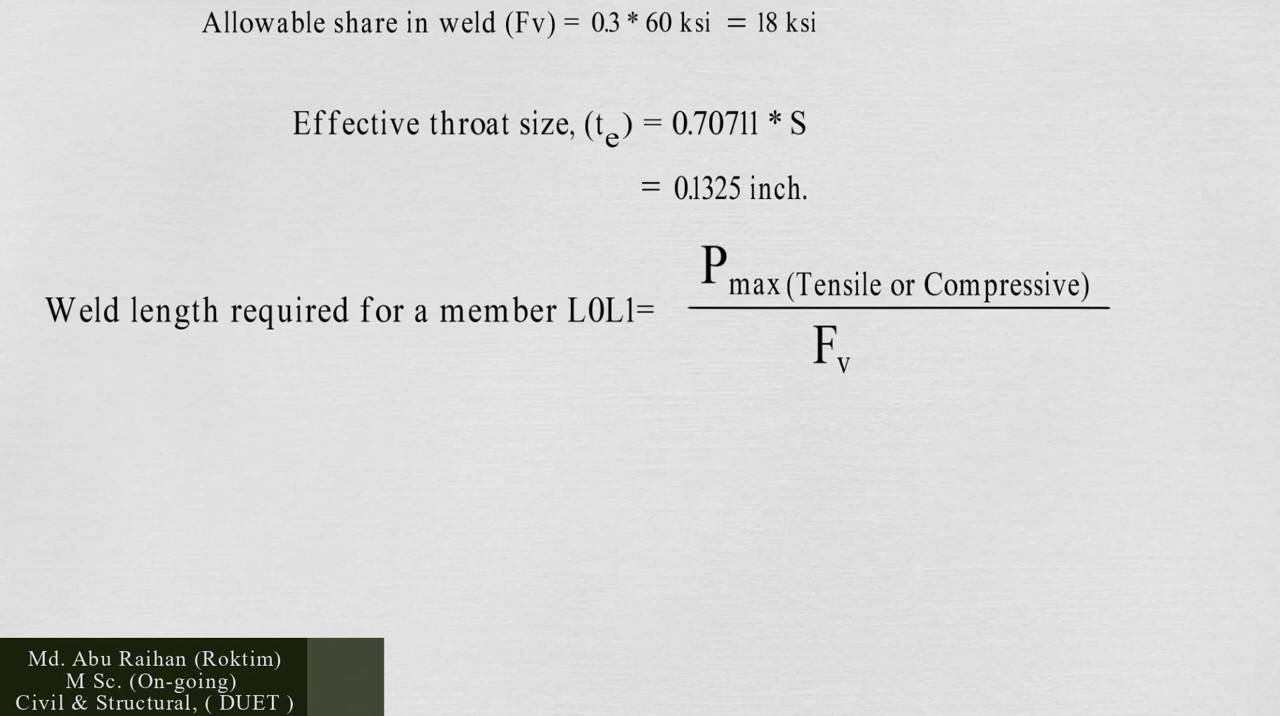 Allowable share in weld (Fv) = 0.3 * 60 ksi = 18 ksi
Effective throat size, (te) = 0.70711 * S
= 0.1325 inch.
Weld length required for a member L0L1=
Pmax (Tensile or Compressive)
Fv
Md. Abu Raihan (Roktim)
M Sc. (On-going)
Civil & Structural, ( DUET )